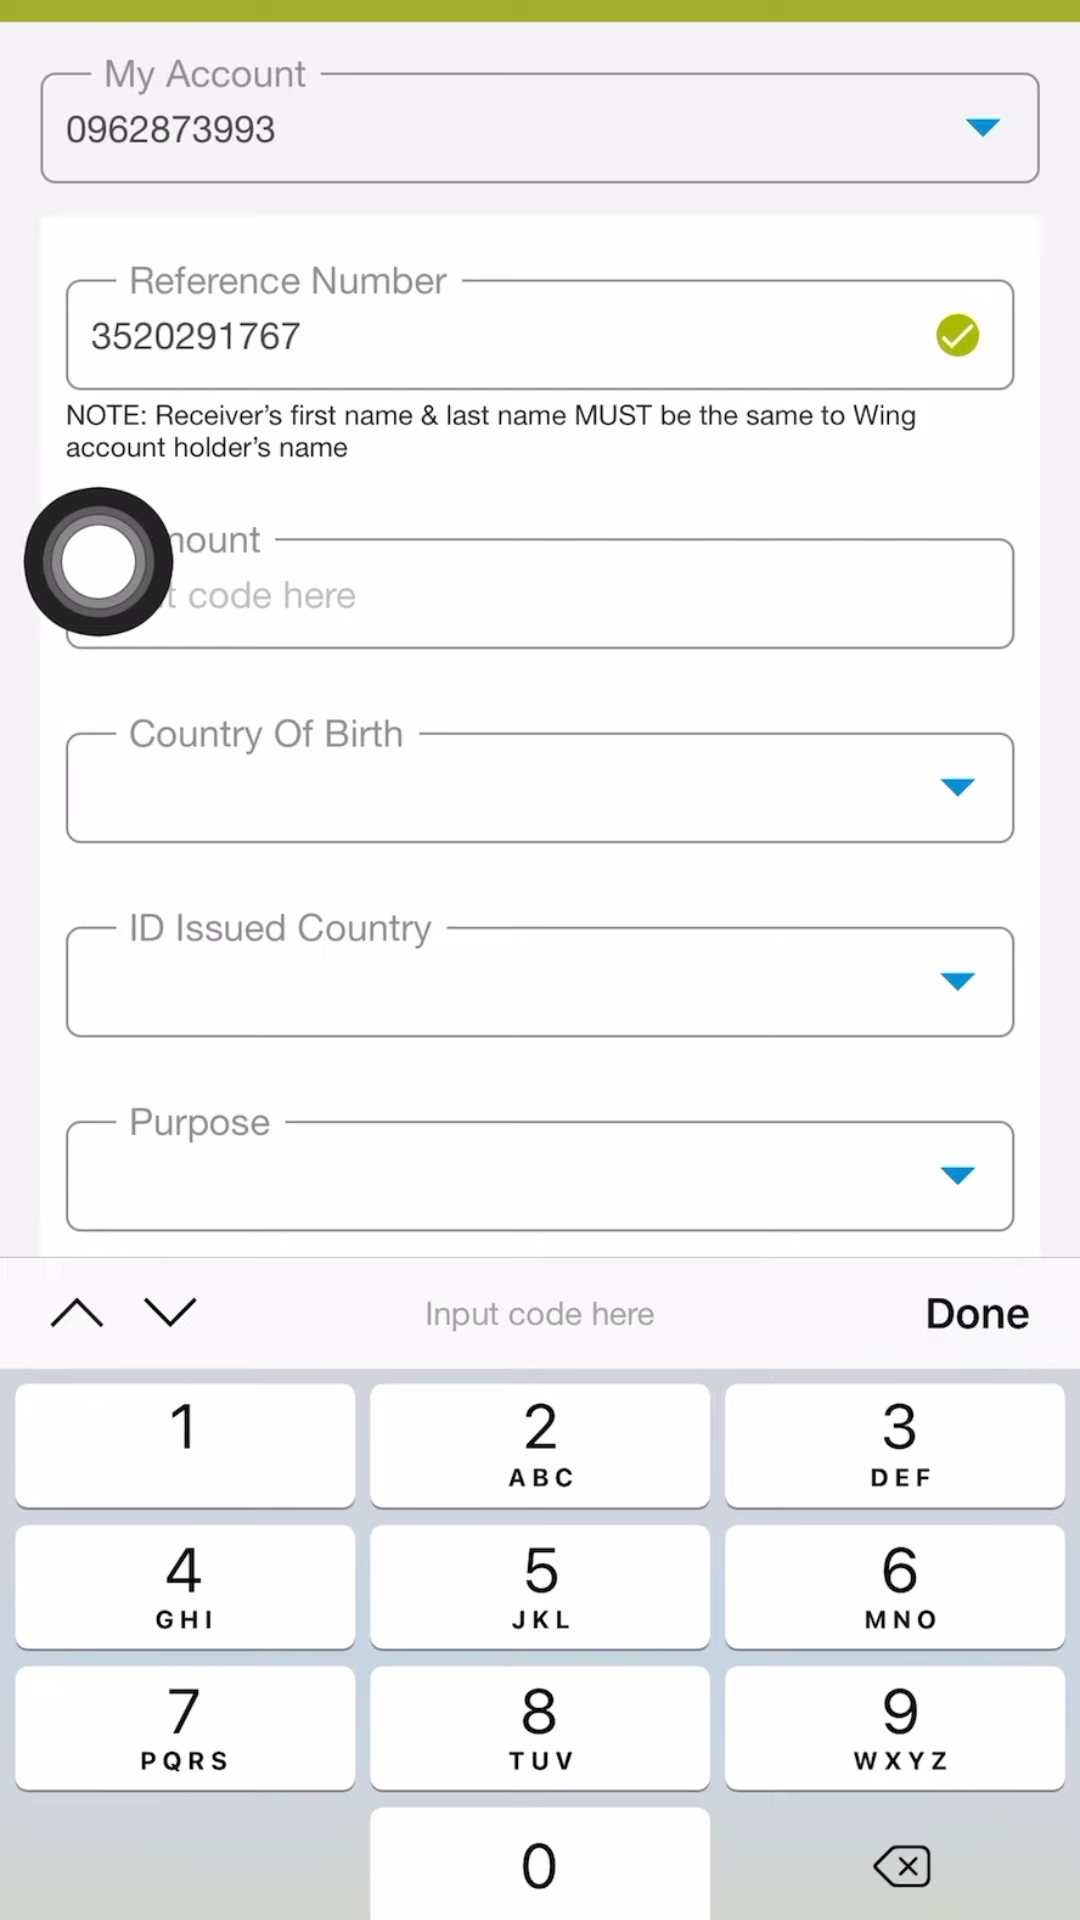 My Account
0962873993
Reference Number
3520291767
NOTE: Receiver’s first name & last name MUST be the same to Wing
account holder’s name
code here
Country Of Birth
ID Issued Country
Purpose
Input code here
Done
1
2
ABC
3
DEF
4
GHI
5
JKL
6
MNO
7
PQRS
8
TUV
9
WXYZ
0